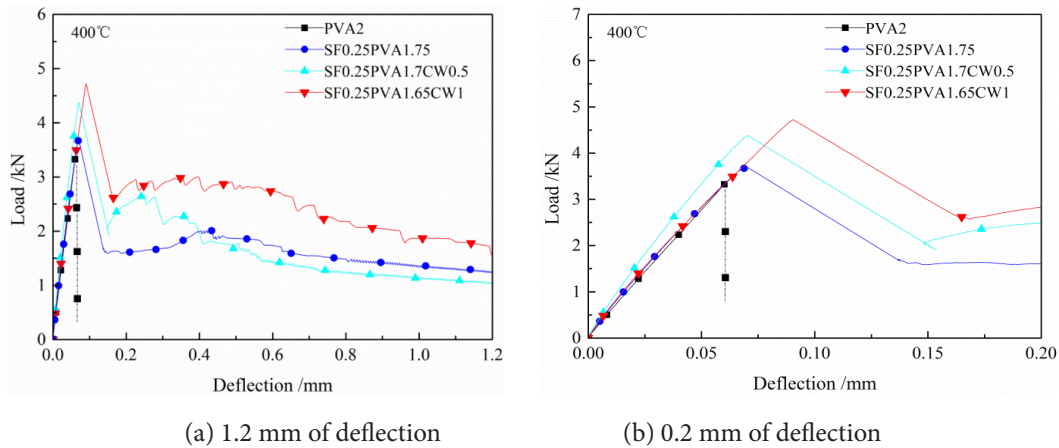 400℃
PVA2
SF0.25PVA1.75
SF0.25PVA1.7CW0.5
SF0.25PVA1.65CW1
6
5
4
3
2
1
0
Load /kN
0.0 0.2 0.4 0.6 0.8 1.0 1.2
Deflection /mm
(a) 1.2 mm of deflection
400℃
PVA2
SF0.25PVA1.75
SF0.25PVA1.7CW0.5
SF0.25PVA1.65CW1
7
6
5
4
3
2
1
0
Load /kN
0.00 0.05 0.10 0.15 0.20
Deflection /mm
(b) 0.2 mm of deflection